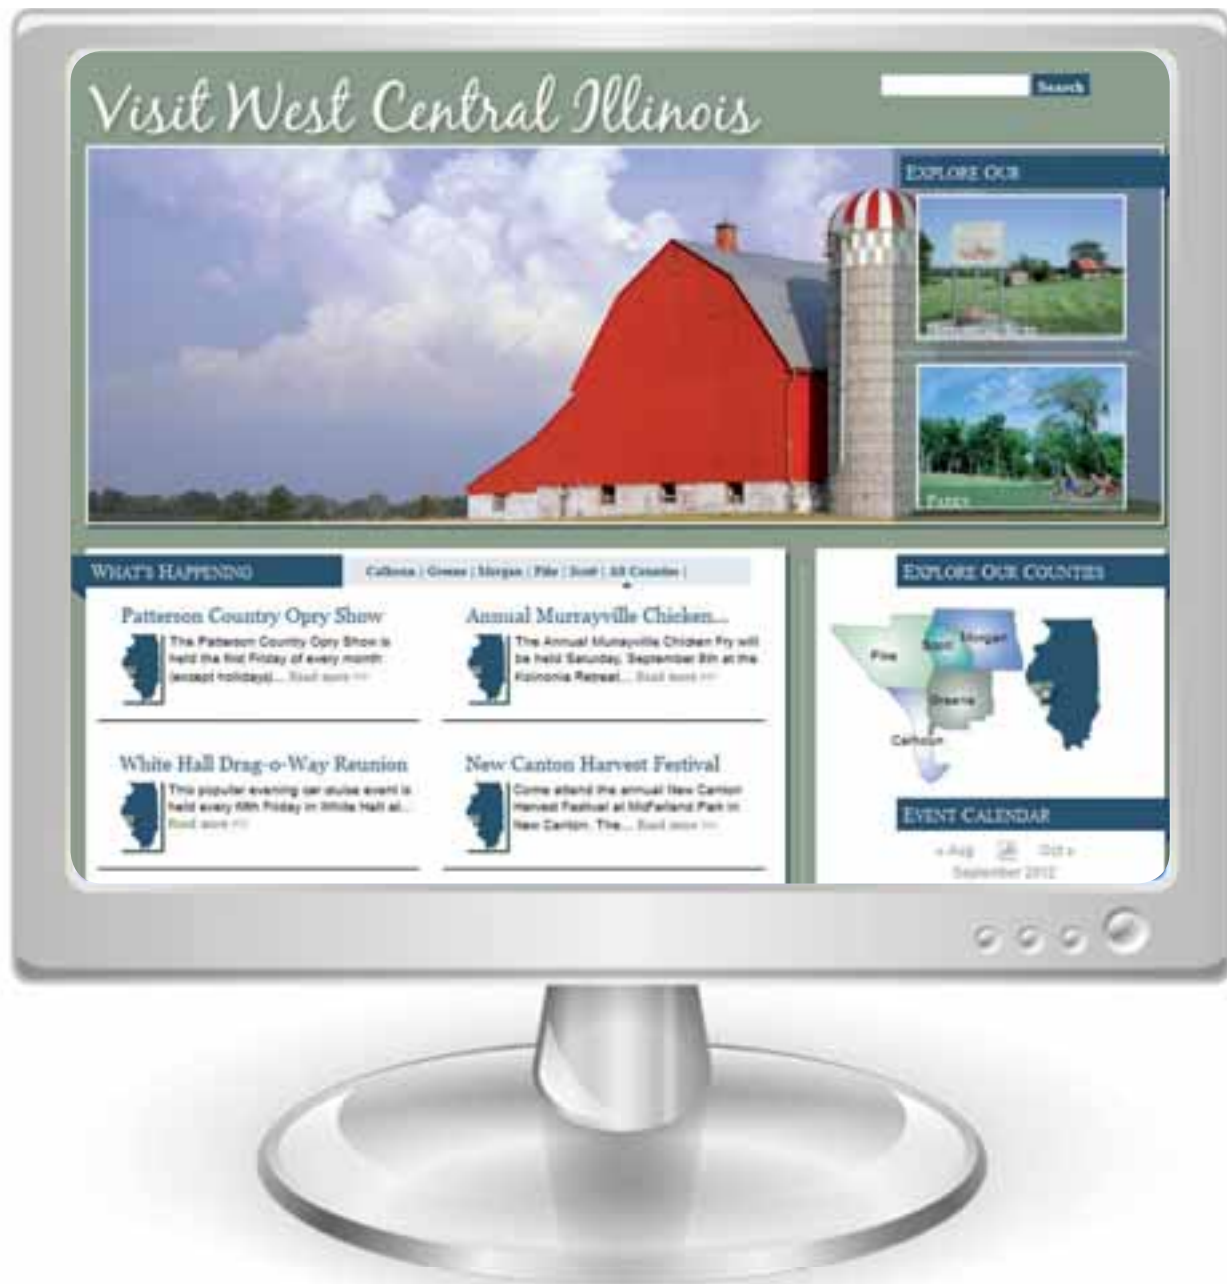 Visit West Central Illinois
Search
EXPLORE OUR
PARKS
WHAT'S HAPPENING
Calhoun | Greene | Morgan | Pike | Scott | All Counties |
Patterson Country Opry Show
The Patterson Country Opry Show is
held the first Friday of every month
(except holidays)... Read more >>
Annual Murrayville Chicken...
The Annual Murrayville Chicken Fry will
be held Saturday, September 8th at the
Koinonia Retreat... Read more >>
White Hall Drag-o-Way Reunion
This popular evening car cruise event is
held every fifth Friday in White Hall at...
Read more >>
New Canton Harvest Festival
Come attend the annual New Canton
Harvest Festival at McFarland Park in
New Canton. The... Read more >>
EXPLORE OUR COUNTIES
Pike
Scott
Morgan
Greene
Calhoun
EVENT CALENDAR
« Aug
Oct »
September 2012